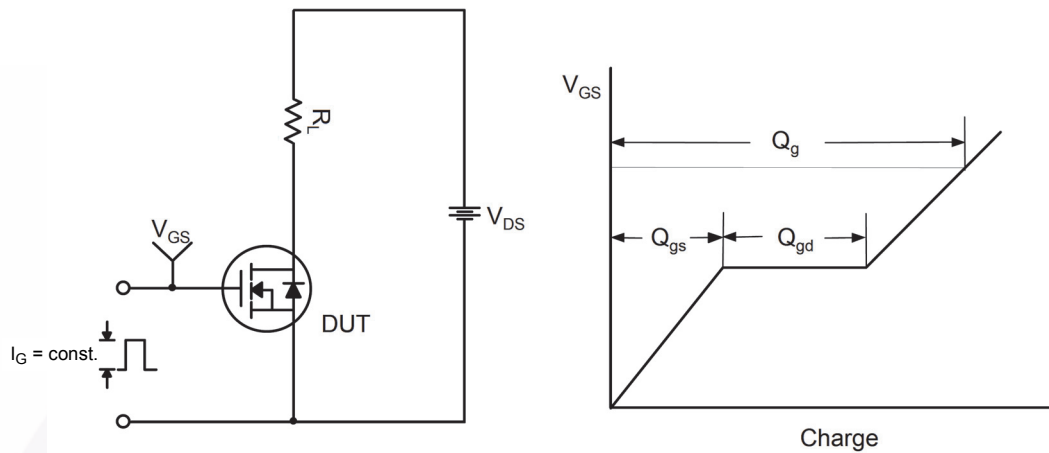 R_L
V_GS
V_DS
DUT
I_G = const.
V_GS
Q_g
Q_gs
Q_gd
Charge